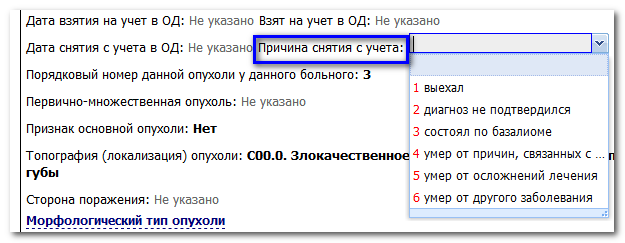 Дата взятия на учет в ОД: Не указано Взят на учет в ОД: Не указано
Дата снятия с учета в ОД: Не указано Причина снятия с учета:
Порядковый номер данной опухоли у данного больного: 3
Первично-множественная опухоль: Не указано
Признак основной опухоли: Нет
Топография (локализация) опухоли: C00.0. Злокачественное
губы
Сторона поражения: Не указано
Морфологический тип опухоли
1 выехал
2 диагноз не подтвердился
3 состоял по базалиоме
4 умер от причин, связанных с ...
5 умер от осложнений лечения
6 умер от другого заболевания